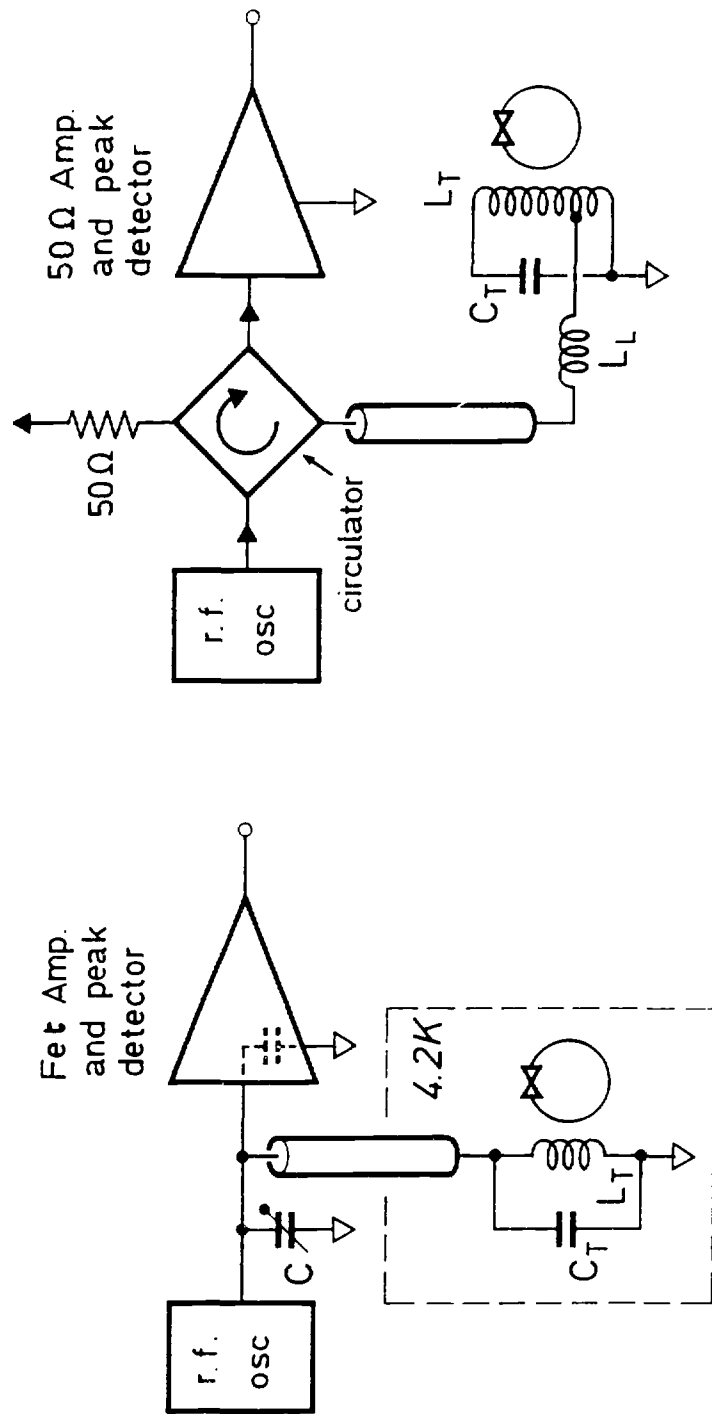 Fet Amp.
and peak
detector
r. f.
osc
C
4.2K
C_T
L_T
50Ω Amp.
and peak
detector
50Ω
r. f.
osc
circulator
C_T
L_T
L_L